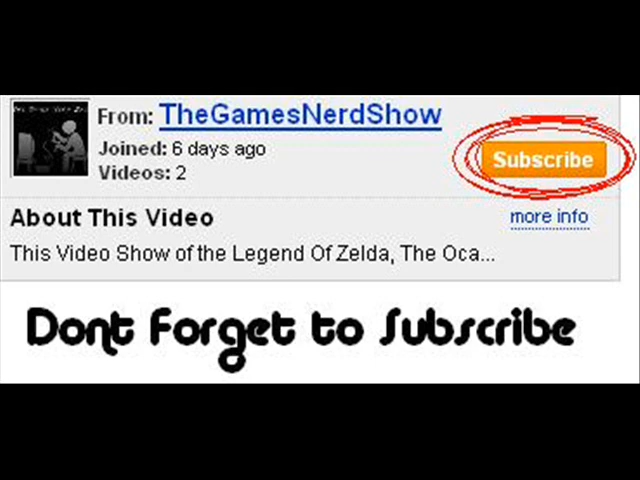 From: TheGamesNerdShow
Joined: 6 days ago
Videos: 2
Subscribe
About This Video
more info
This Video Show of the Legend Of Zelda, The Oca...
Dont Forget to Subscribe